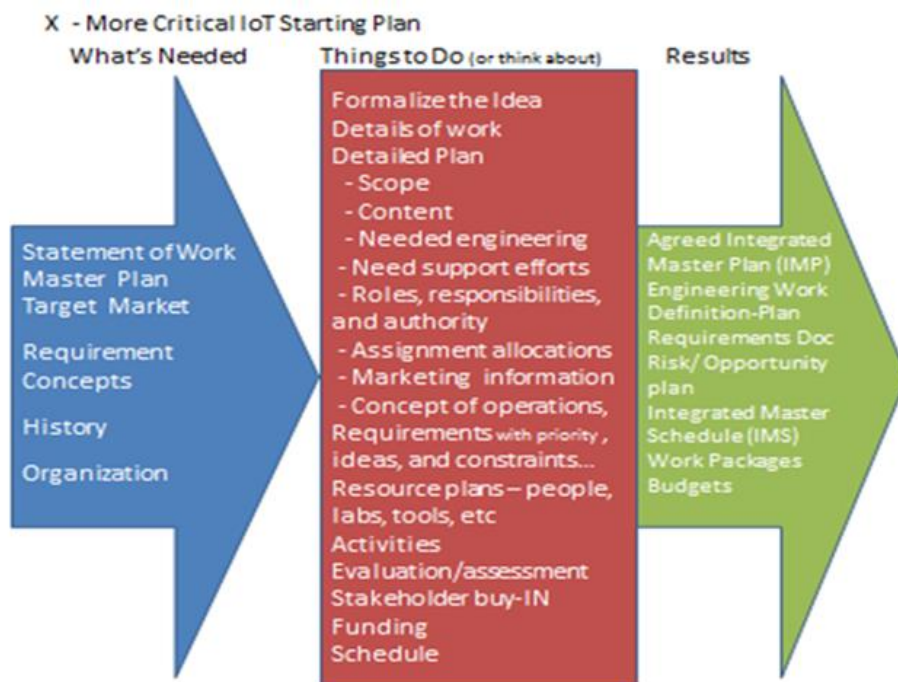 X - More Critical IoT Starting Plan
What's Needed
Things to Do (or think about)
Results
Statement of Work
Master Plan
Target Market
Requirement
Concepts
History
Organization
Formalize the Idea
Details of work
Detailed Plan
- Scope
- Content
- Needed engineering
- Need support efforts
- Roles, responsibilities,
and authority
- Assignment allocations
- Marketing information
- Concept of operations,
Requirements with priority,
ideas, and constraints...
Resource plans – people,
labs, tools, etc
Activities
Evaluation/assessment
Stakeholder buy-IN
Funding
Schedule
Agreed Integrated
Master Plan (IMP)
Engineering Work
Definition-Plan
Requirements Doc
Risk/ Opportunity
plan
Integrated Master
Schedule (IMS)
Work Packages
Budgets